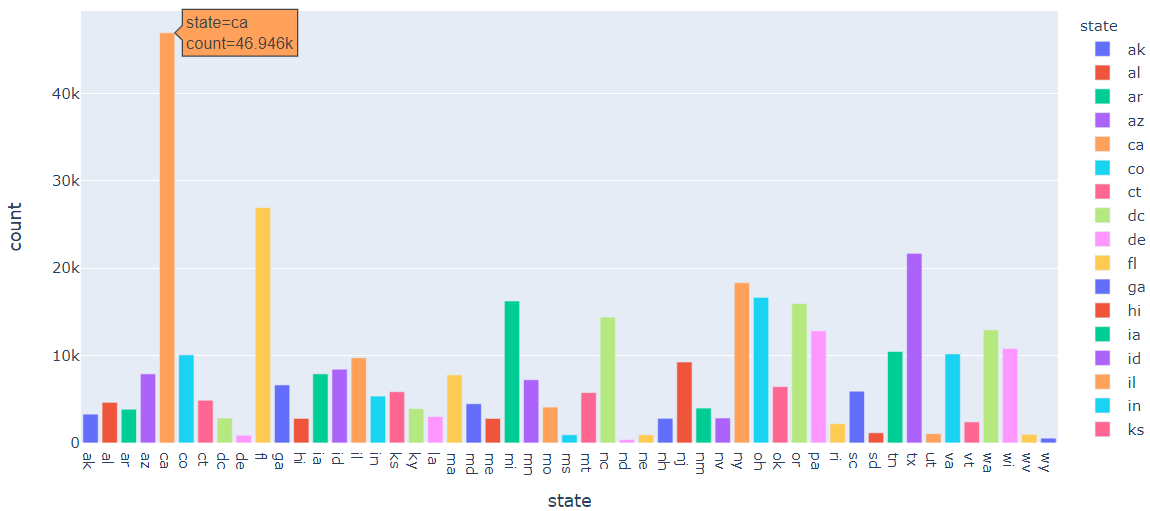 state=ca
count=46.946k
40k
30k
20k
10k
0
count
ak
al
ar
az
ca
co
ct
dc
de
fl
ga
hi
ia
id
il
in
ks
ky
la
ma
md
me
mi
mn
mo
ms
mt
nc
nd
ne
nh
nj
nm
nv
ny
oh
ok
or
pa
ri
sc
sd
tn
tx
ut
va
vt
wa
wi
wv
wy
state
state
ak
al
ar
az
ca
co
ct
dc
de
fl
ga
hi
ia
id
il
in
ks